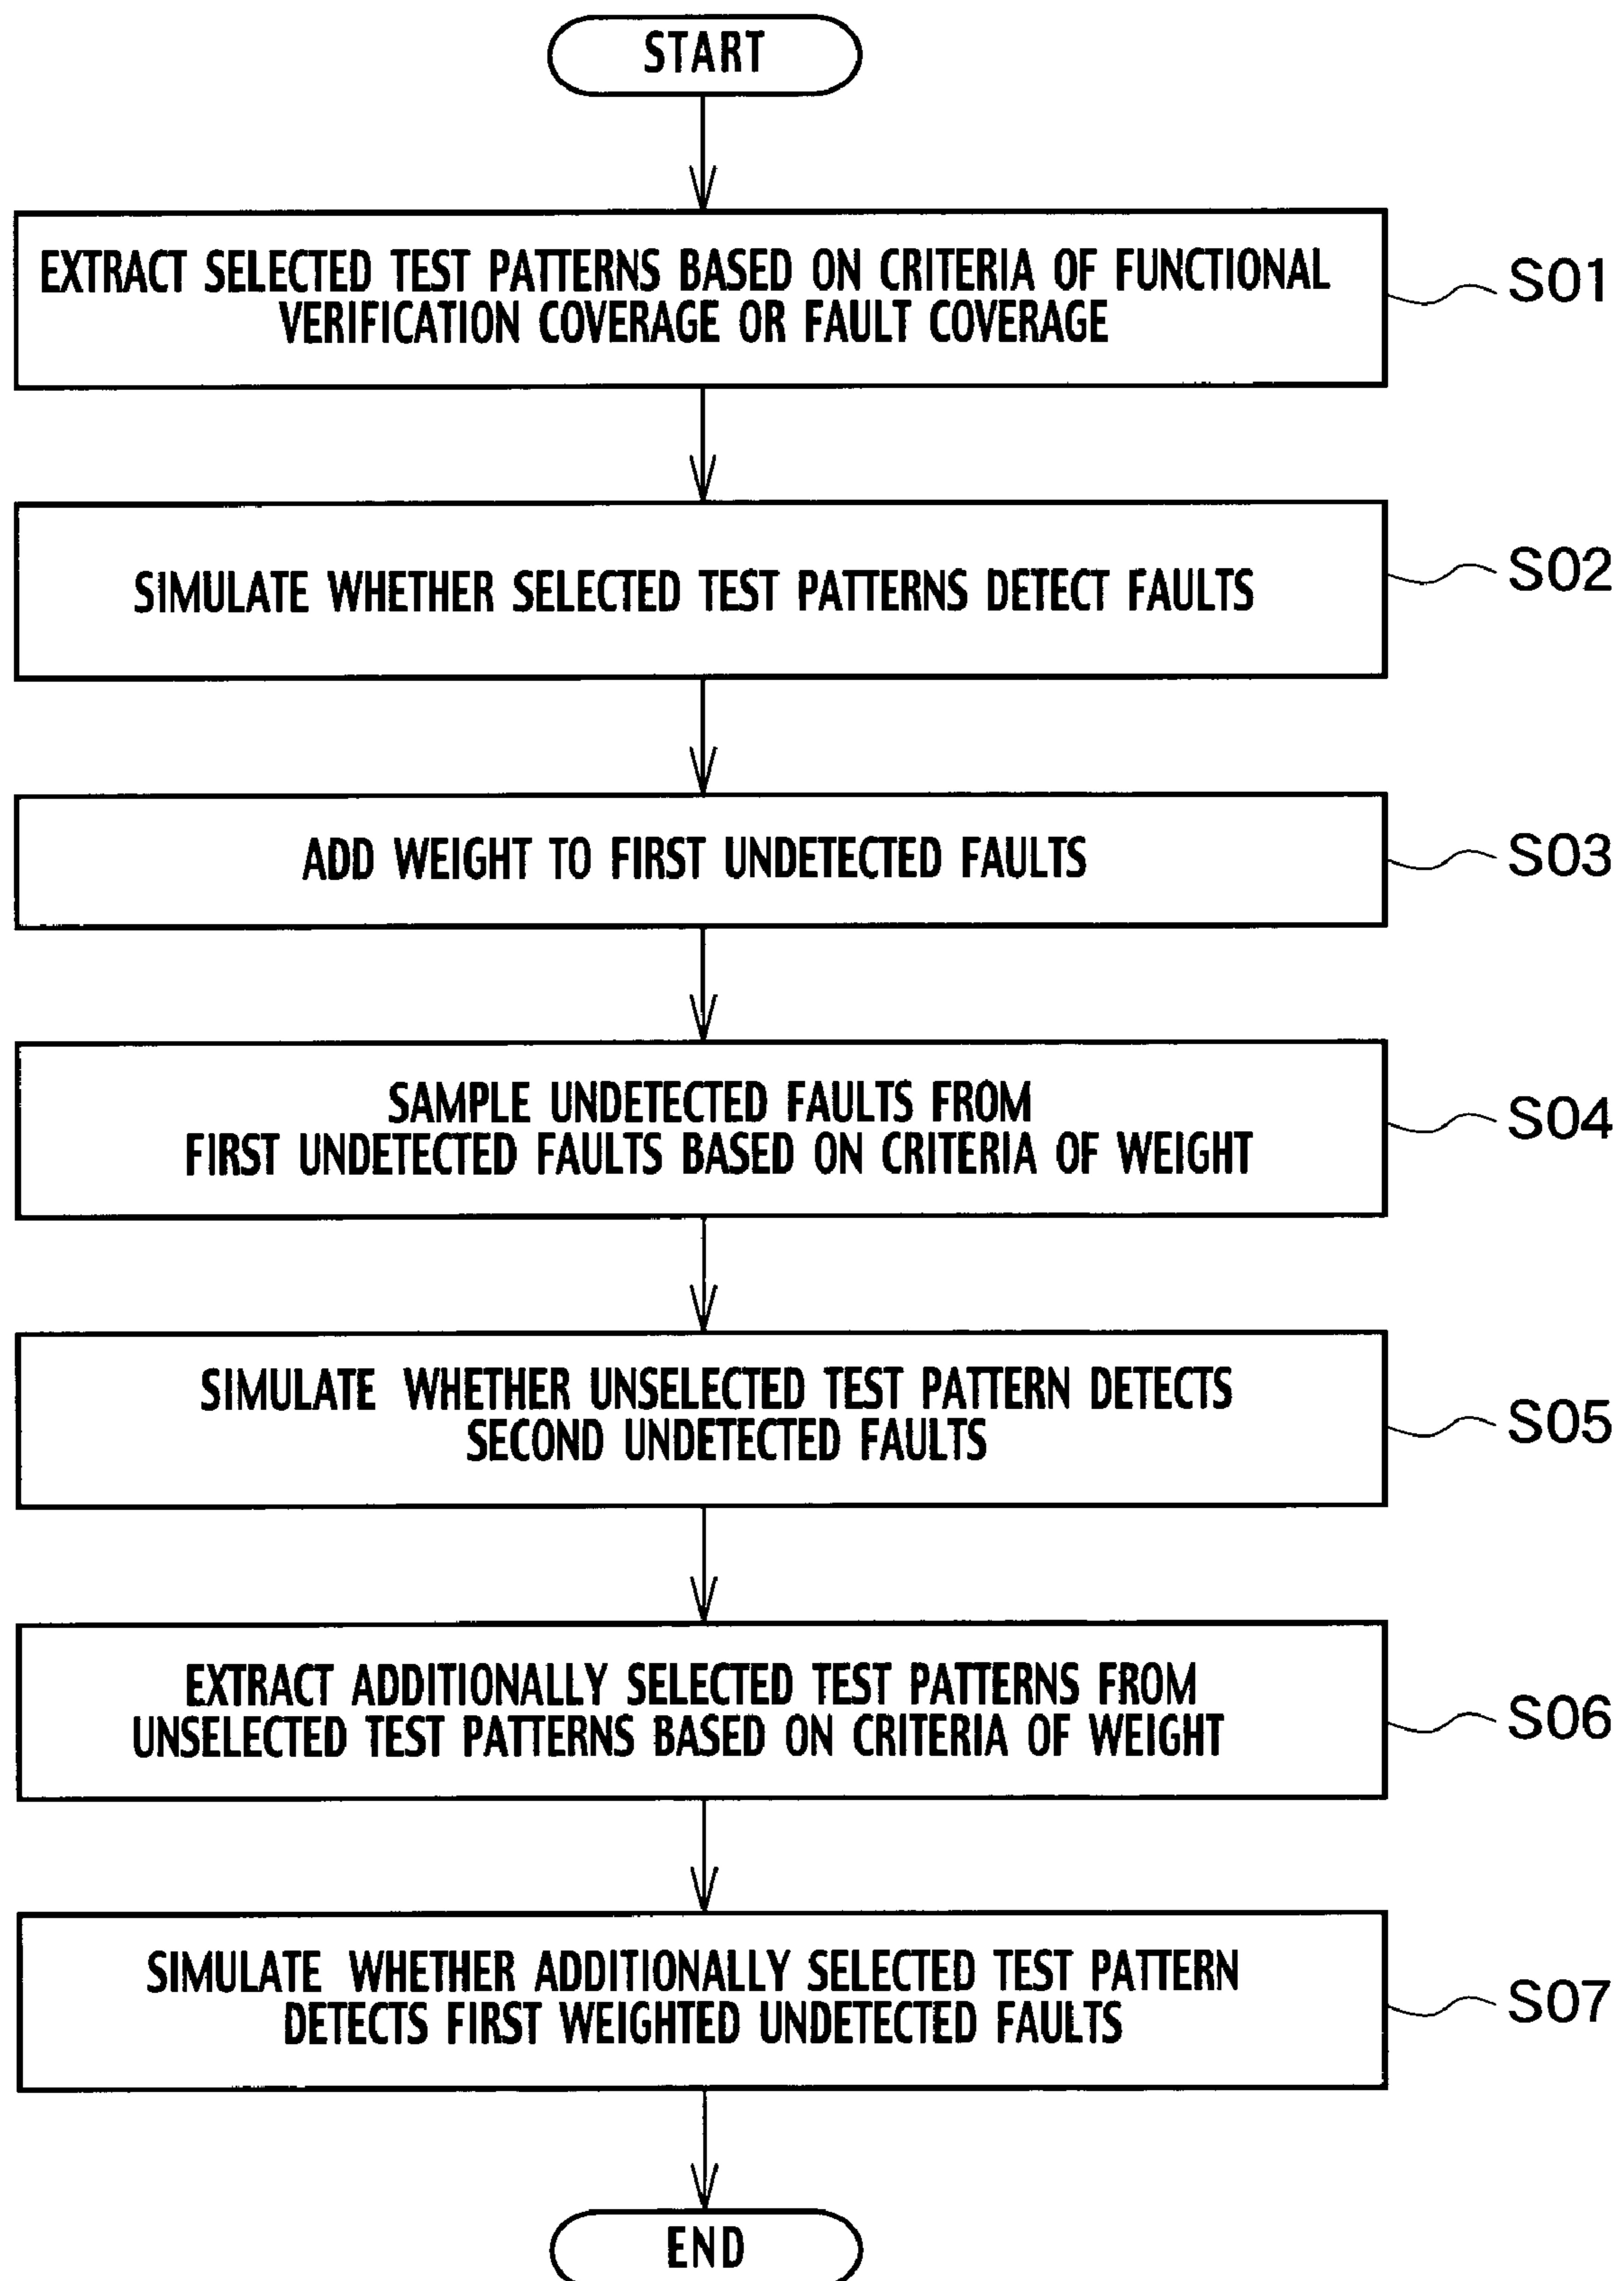 START
EXTRACT SELECTED TEST PATTERNS BASED ON CRITERIA OF FUNCTIONAL
VERIFICATION COVERAGE OR FAULT COVERAGE
S01
SIMULATE WHETHER SELECTED TEST PATTERNS DETECT FAULTS
S02
ADD WEIGHT TO FIRST UNDETECTED FAULTS
S03
SAMPLE UNDETECTED FAULTS FROM
FIRST UNDETECTED FAULTS BASED ON CRITERIA OF WEIGHT
S04
SIMULATE WHETHER UNSELECTED TEST PATTERN DETECTS
SECOND UNDETECTED FAULTS
S05
EXTRACT ADDITIONALLY SELECTED TEST PATTERNS FROM
UNSELECTED TEST PATTERNS BASED ON CRITERIA OF WEIGHT
S06
SIMULATE WHETHER ADDITIONALLY SELECTED TEST PATTERN
DETECTS FIRST WEIGHTED UNDETECTED FAULTS
S07
END